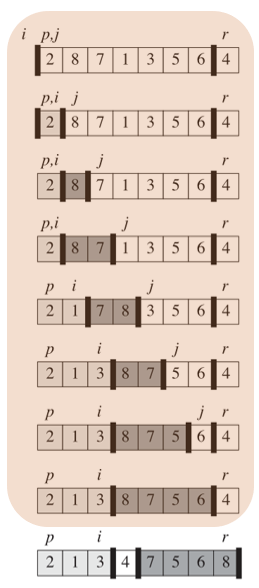 i p,j r
2 8 7 1 3 5 6 4
p,i j r
2 8 7 1 3 5 6 4
p,i j r
2 8 7 1 3 5 6 4
p,i j r
2 8 7 1 3 5 6 4
p i j r
2 1 7 8 3 5 6 4
p i j r
2 1 3 8 7 5 6 4
p i j r
2 1 3 8 7 5 6 4
p i r
2 1 3 8 7 5 6 4
p i r
2 1 3 4 7 5 6 8